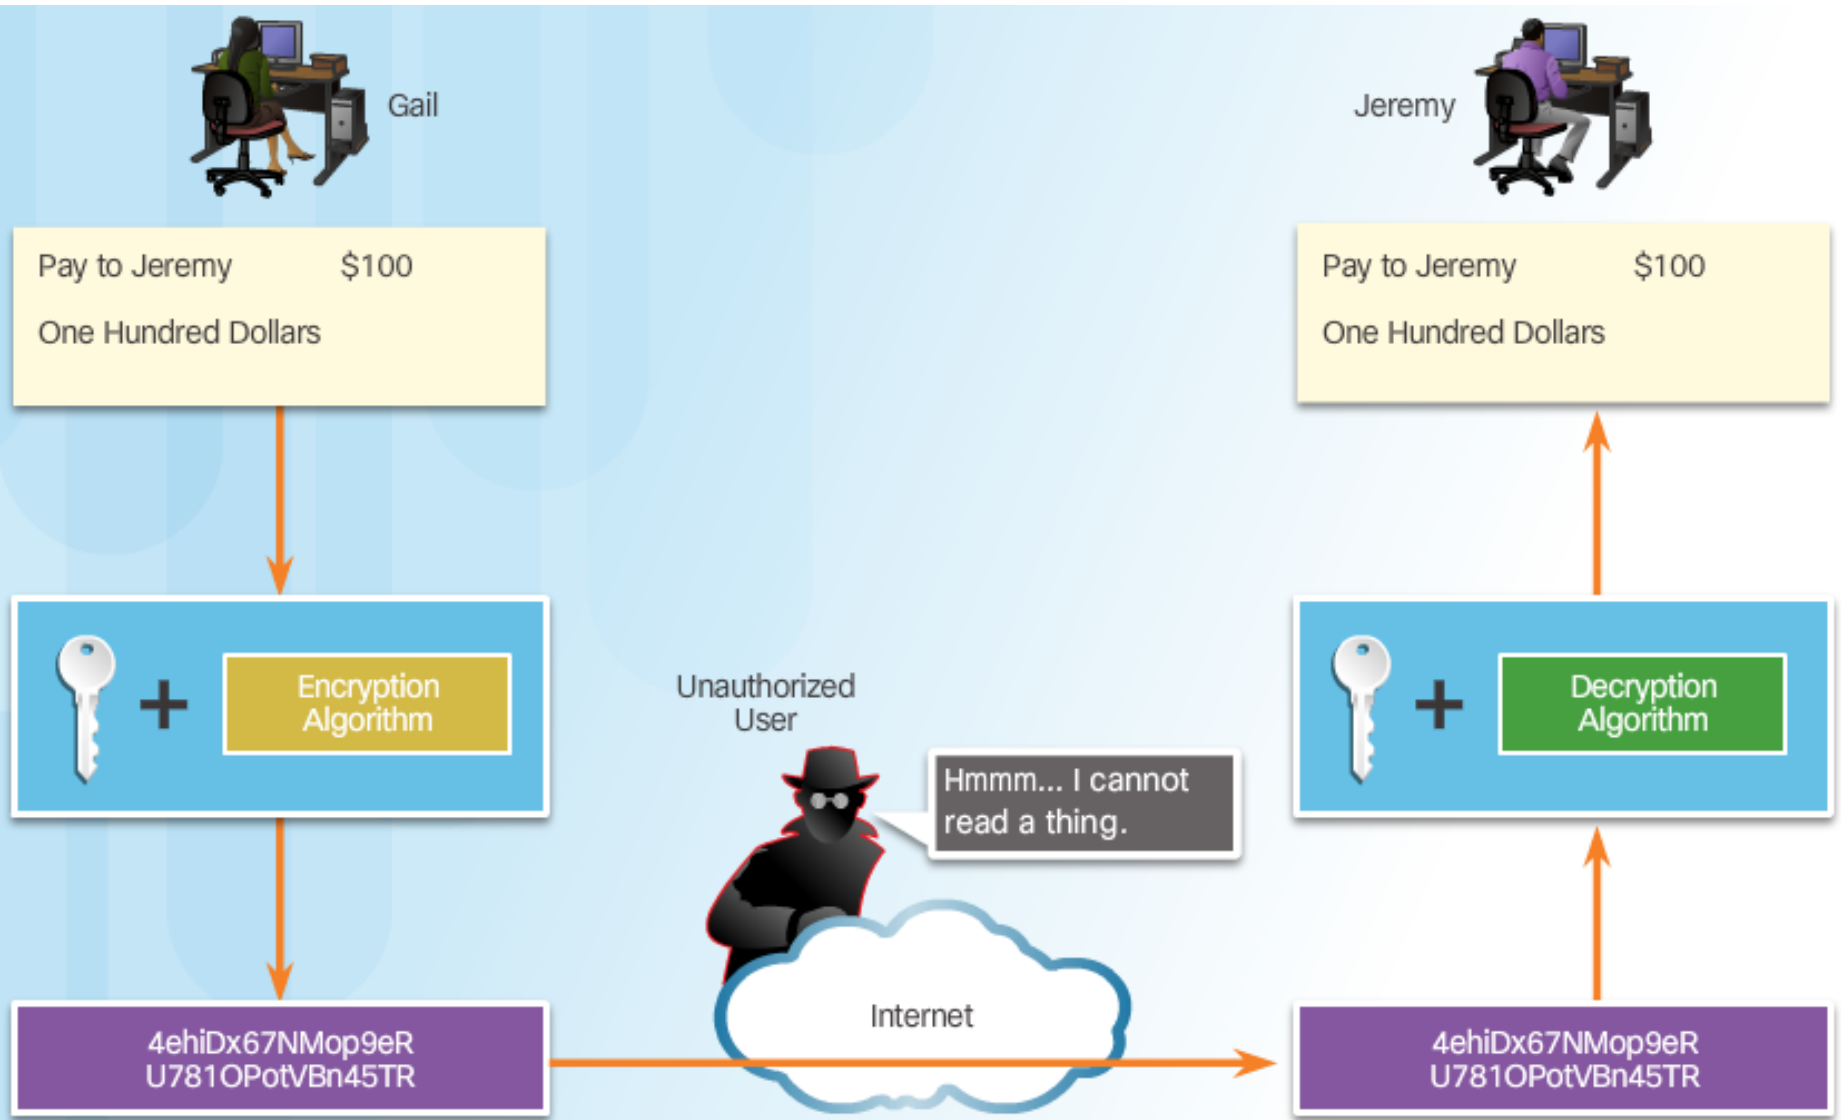 Gail
Jeremy
Pay to Jeremy $100
One Hundred Dollars
Pay to Jeremy $100
One Hundred Dollars
Encryption
Algorithm
Unauthorized
User
Hmmm... I cannot
read a thing.
Decryption
Algorithm
Internet
4ehiDx67NMop9eR
U781OPotVBn45TR
4ehiDx67NMop9eR
U781OPotVBn45TR